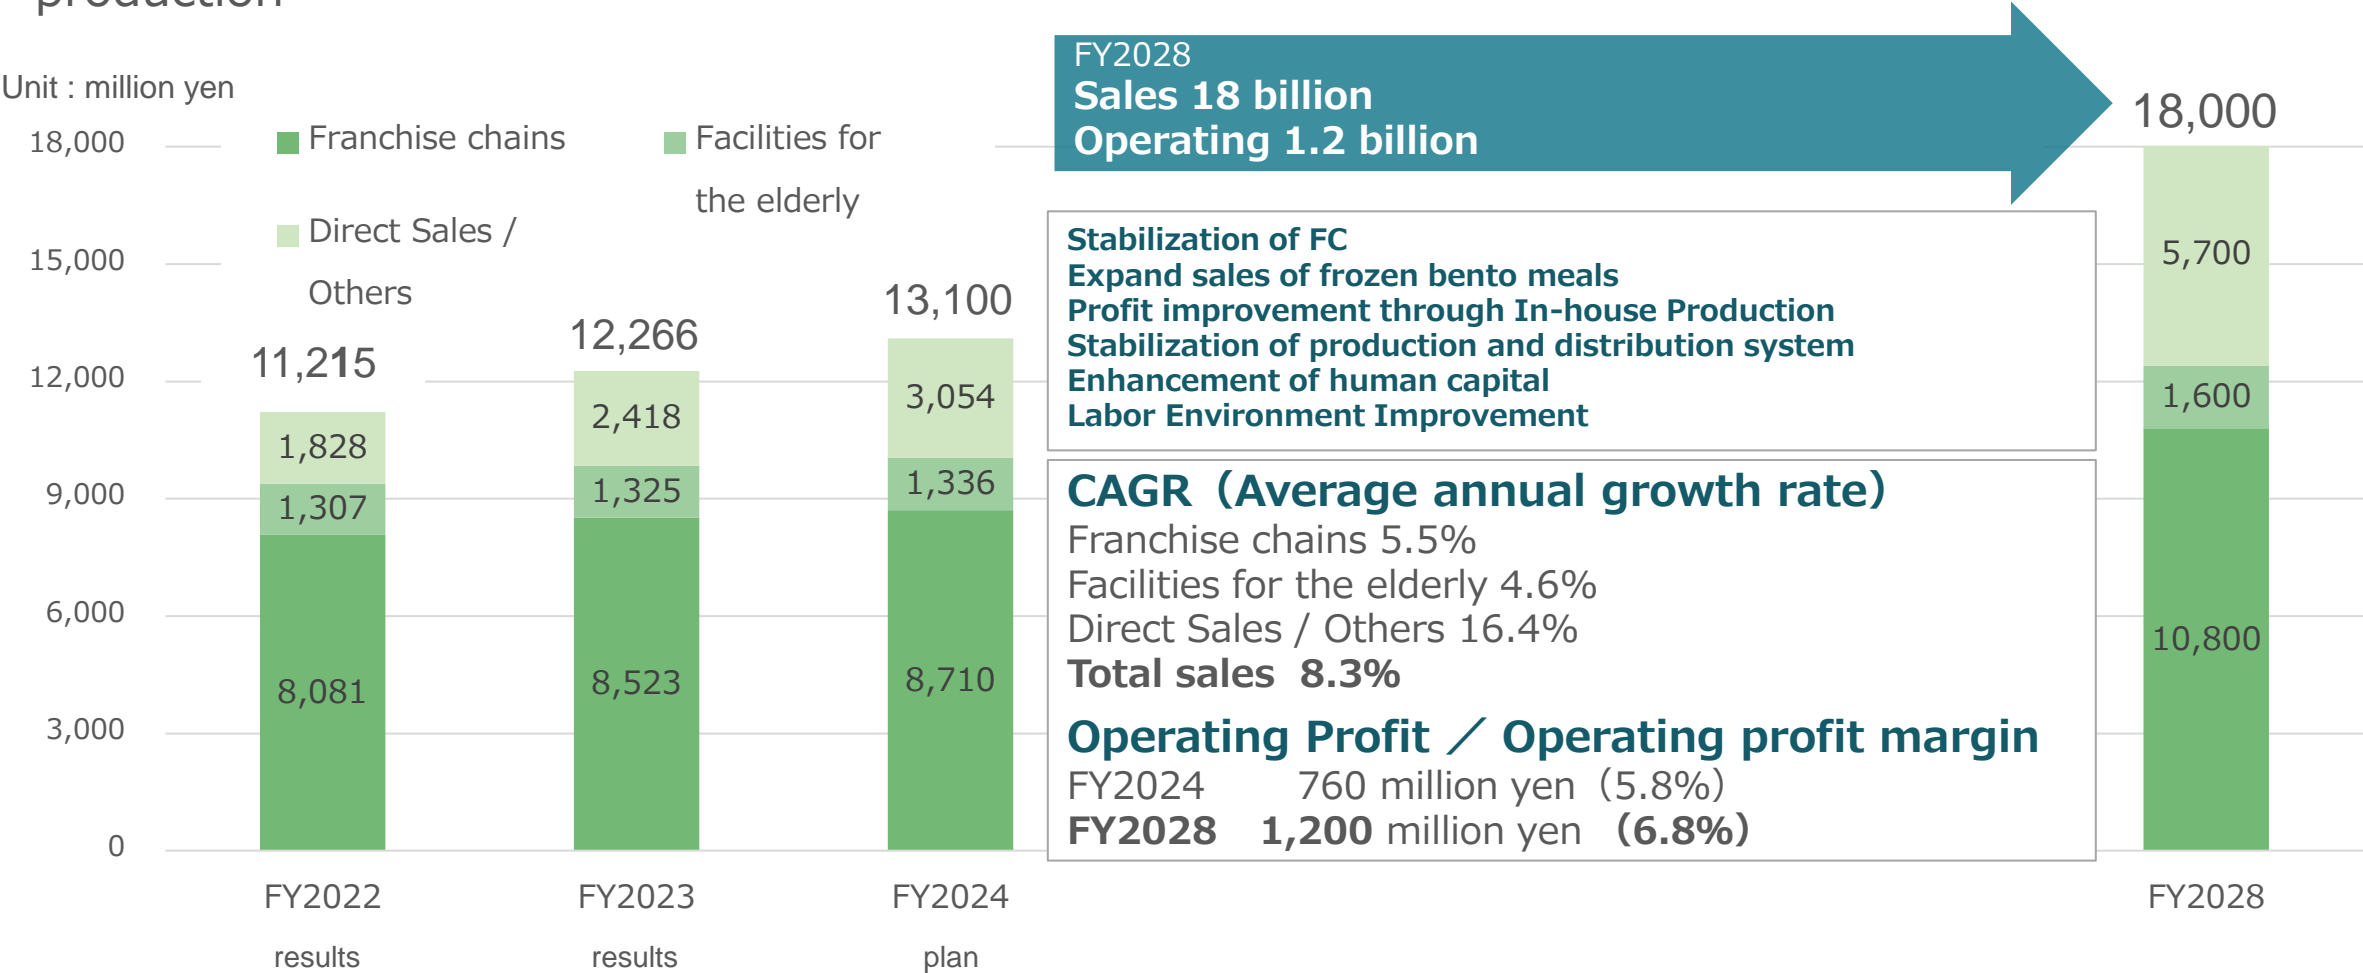 production
Unit : million yen
FY2028
Sales 18 billion
Operating 1.2 billion
Franchise chains
Facilities for
the elderly
Direct Sales /
Others
18,000
15,000
12,000
9,000
6,000
3,000
0
11,215
1,828
1,307
8,081
12,266
2,418
1,325
8,523
13,100
3,054
1,336
8,710
Stabilization of FC
Expand sales of frozen bento meals
Profit improvement through In-house Production
Stabilization of production and distribution system
Enhancement of human capital
Labor Environment Improvement
CAGR（Average annual growth rate）
Franchise chains 5.5%
Facilities for the elderly 4.6%
Direct Sales / Others 16.4%
Total sales 8.3%
Operating Profit ／ Operating profit margin
FY2024 760 million yen（5.8%）
FY2028 1,200 million yen （6.8%）
18,000
5,700
1,600
10,800
FY2022
results
FY2023
results
FY2024
plan
FY2028